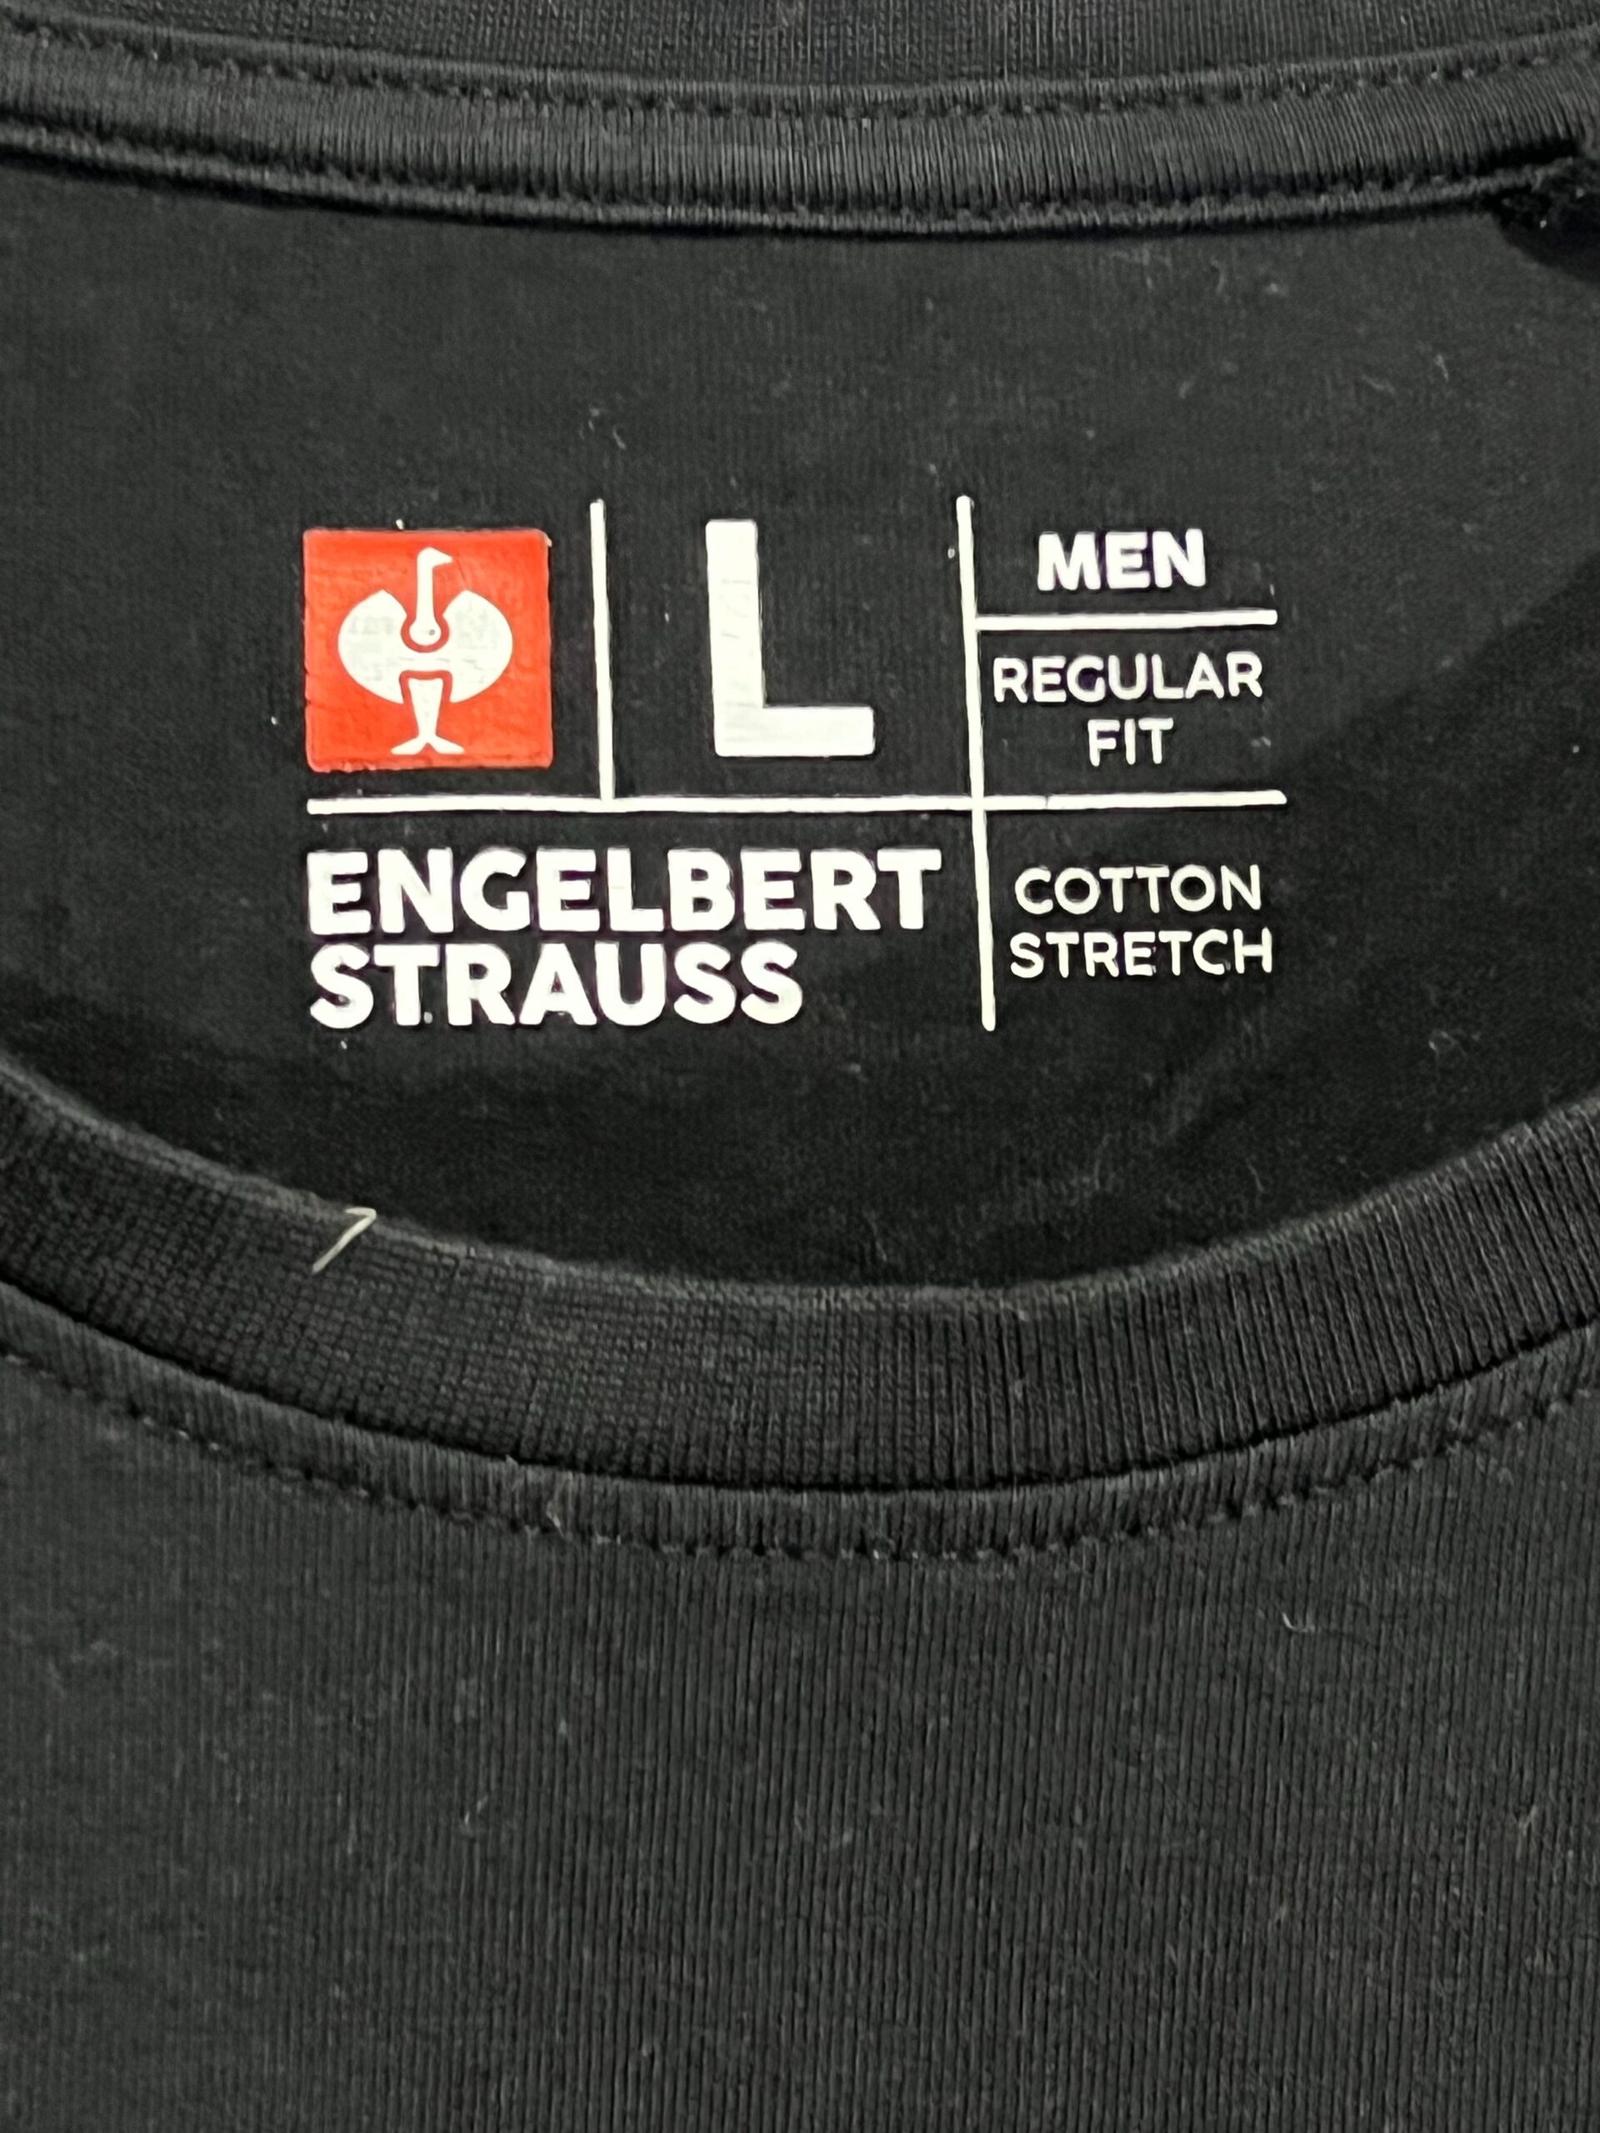 L
MEN
REGULAR
FIT
ENGELBERT
STRAUSS
COTTON
STRETCH